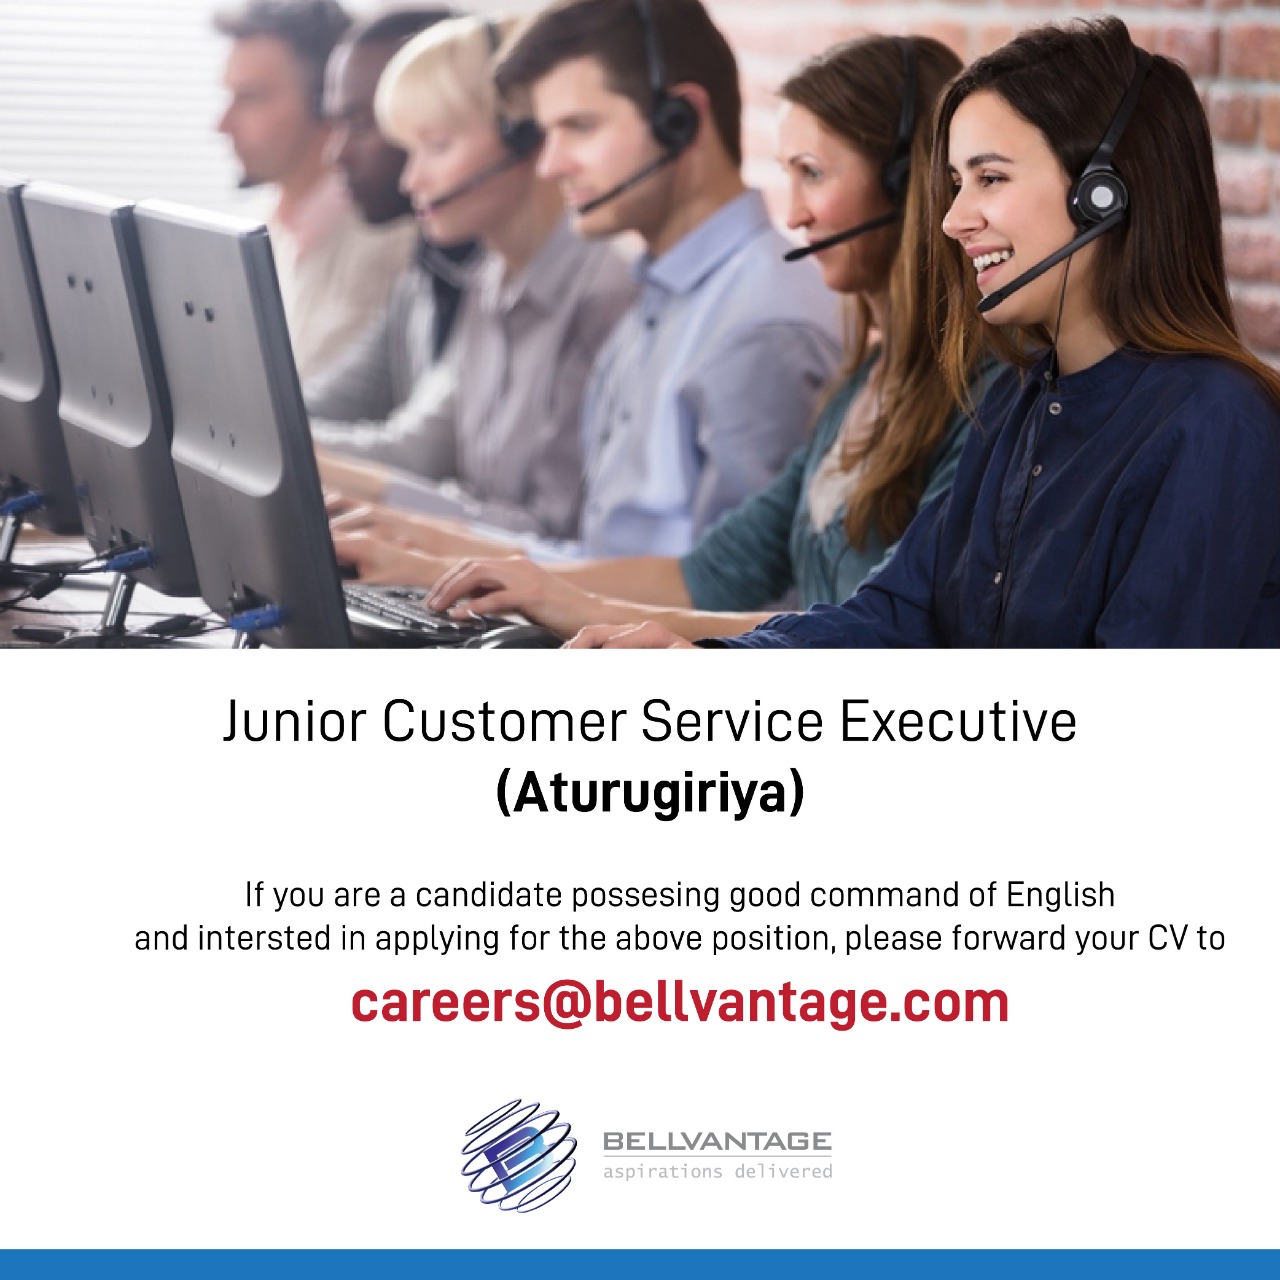 Junior Customer Service Executive
(Aturugiriya)
If you are a candidate possesing good command of English
and intersted in applying for the above position, please forward your CV to
careers@bellvantage.com
B
BELLVANTAGE
aspirations delivered